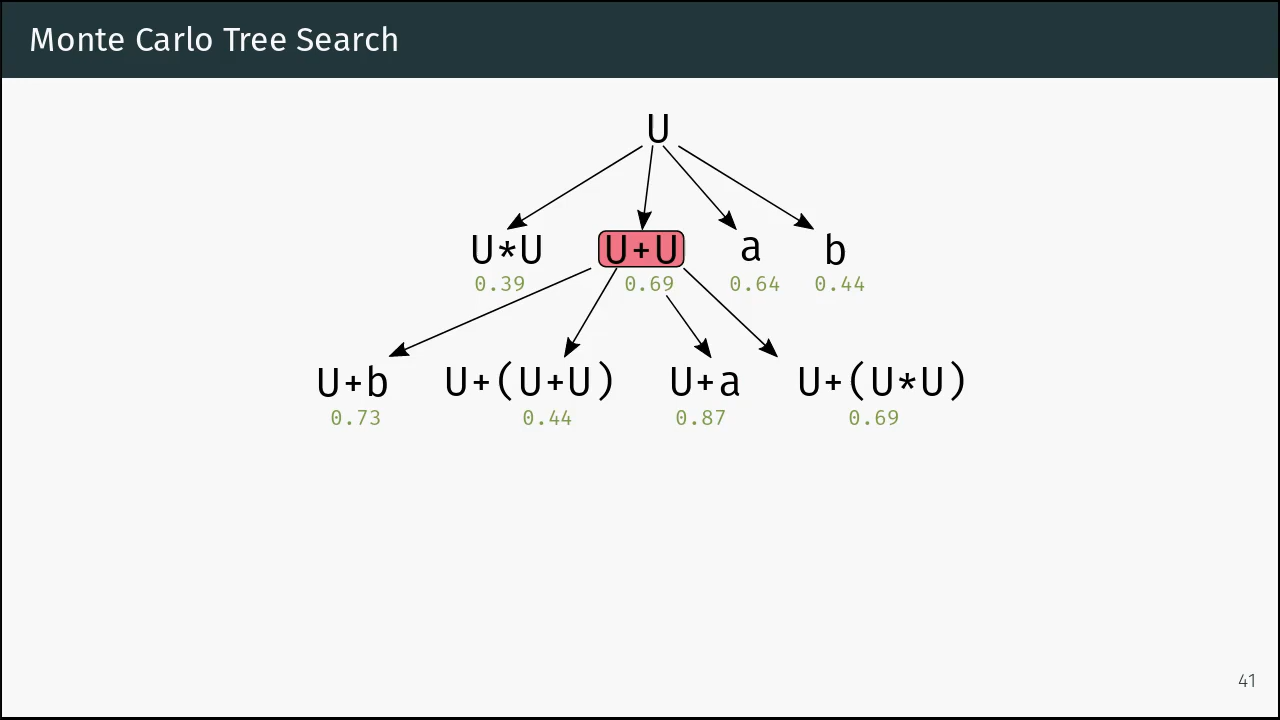 Monte Carlo Tree Search
U
U*U U+U a b
0.39 0.69 0.64 0.44
U+b U+(U+U) U+a U+(U*U)
0.73 0.44 0.87 0.69
41